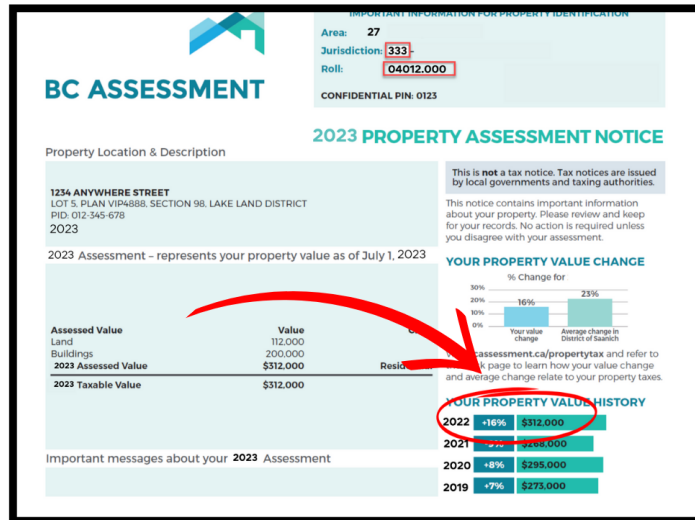 IMPORTANT INFORMATION FOR PROPERTY IDENTIFICATION
Area: 27
Jurisdiction: 333-
Roll: 04012.000
CONFIDENTIAL PIN: 0123
BC ASSESSMENT
2023 PROPERTY ASSESSMENT NOTICE
Property Location & Description
1234 ANYWHERE STREET
LOT 5, PLAN VIP4888, SECTION 98, LAKE LAND DISTRICT
PID: 012-345-678
2023
2023 Assessment – represents your property value as of July 1, 2023
Assessed Value Value
Land 112,000
Buildings 200,000
2023 Assessed Value $312,000
2023 Taxable Value $312,000
Important messages about your 2023 Assessment
This is not a tax notice. Tax notices are issued
by local governments and taxing authorities.
This notice contains important information
about your property. Please review and keep
for your records. No action is required unless
you disagree with your assessment.
YOUR PROPERTY VALUE CHANGE
% Change for
30%
20%
10%
0%
16%
23%
Your value
change
Average change in
District of Saanich
cassessment.ca/propertytax and refer to
page to learn how your value change
and average change relate to your property taxes.
YOUR PROPERTY VALUE HISTORY
2022 +16% $312,000
2021 $268,000
2020 +8% $295,000
2019 +7% $273,000